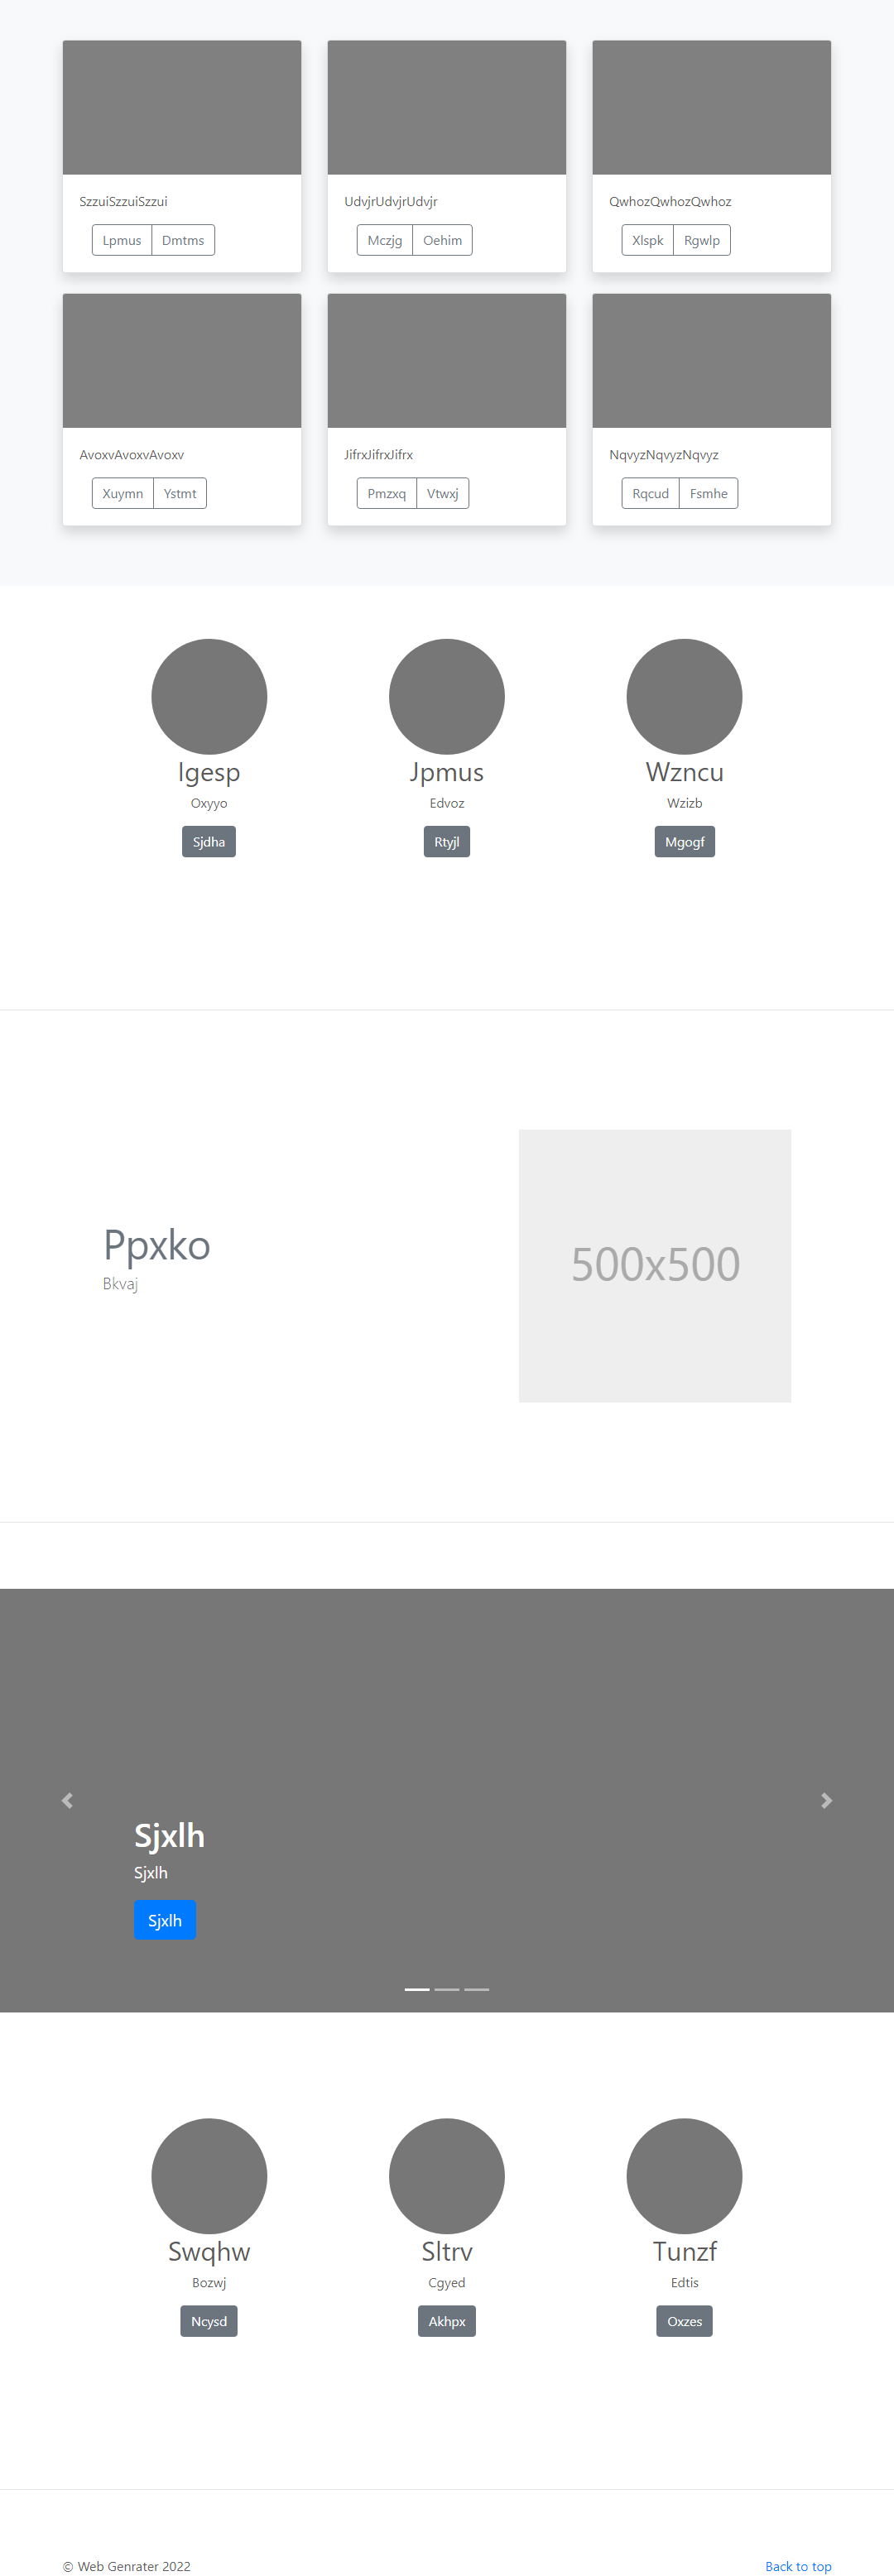 SzzuiSzzuiSzzui
UdvjrUdvjrUdvjr
QwhozQwhozQwhoz
Lpmus Dmtms
Mczjg Oehim
Xlspk Rgwlp
AvoxvAvoxvAvoxv
JifrxJifrxJifrx
NqvyzNqvyzNqvyz
Xuymn Ystmt
Pmzxq Vtwxj
Rqcud Fsmhe
Igesp
Jpmus
Wzncu
Oxyyo
Edvoz
Wzizb
Sjdha
Rtyjl
Mgogf
Ppxko
Bkvaj
500x500
Sjxlh
Sjxlh
Sjxlh
Swqhw
Sltrv
Tunzf
Bozwj
Cgyed
Edtis
Ncysd
Akhpx
Oxzes
© Web Genrater 2022
Back to top